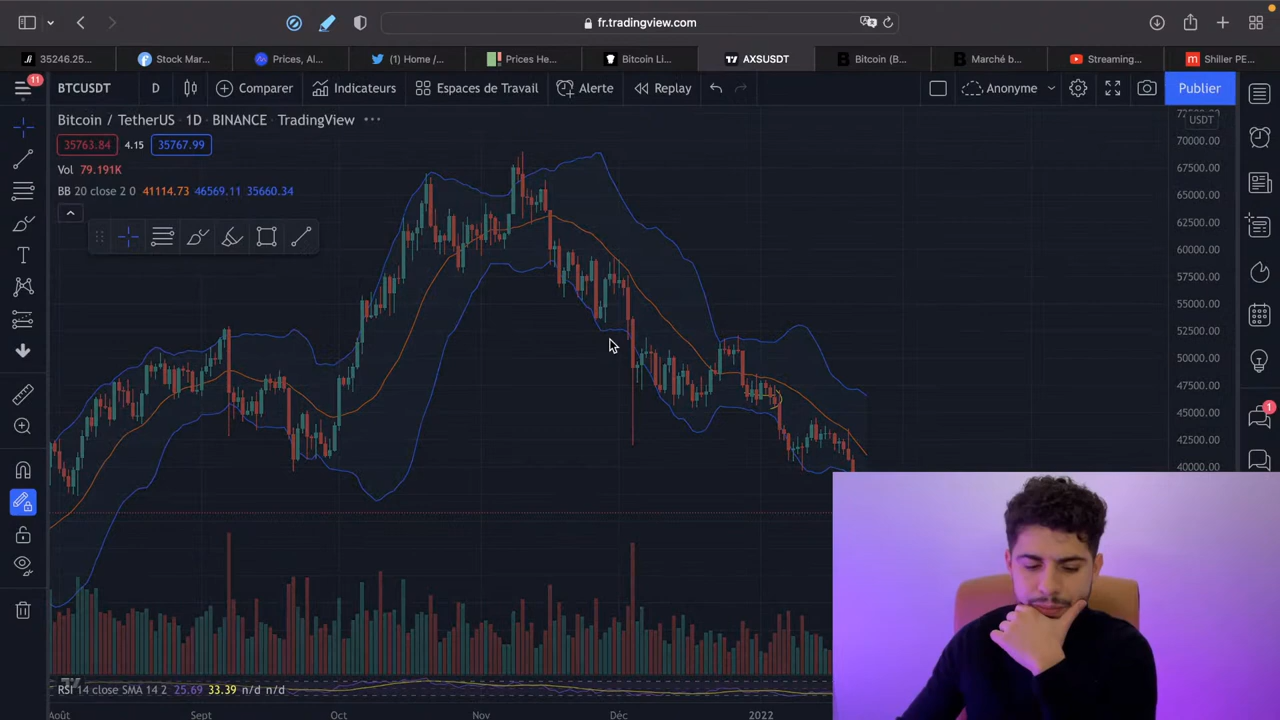 fr.tradingview.com
35246.25...
Stock Mar...
Prices, Al...
(1) Home /...
Prices He...
Bitcoin Li...
AXSUSDT
Bitcoin (B...
Marché b...
Streaming...
Shiller PE...
11
BTCUSDT
D
Comparer
Indicateurs
Espaces de Travail
Alerte
Replay
Anonyme
Publier
Bitcoin / TetherUS · 1D · BINANCE · TradingView
USDT
35763.84
4.15
35767.99
Vol 79.191K
BB 20 close 2 0 41114.73 46569.11 35660.34
70000.00
67500.00
65000.00
62500.00
60000.00
57500.00
55000.00
52500.00
50000.00
47500.00
45000.00
42500.00
40000.00
1
RSI 14 close SMA 14 2 25.69 33.39 n/d n/d
Août
Sept
Oct
Nov
Déc
2022